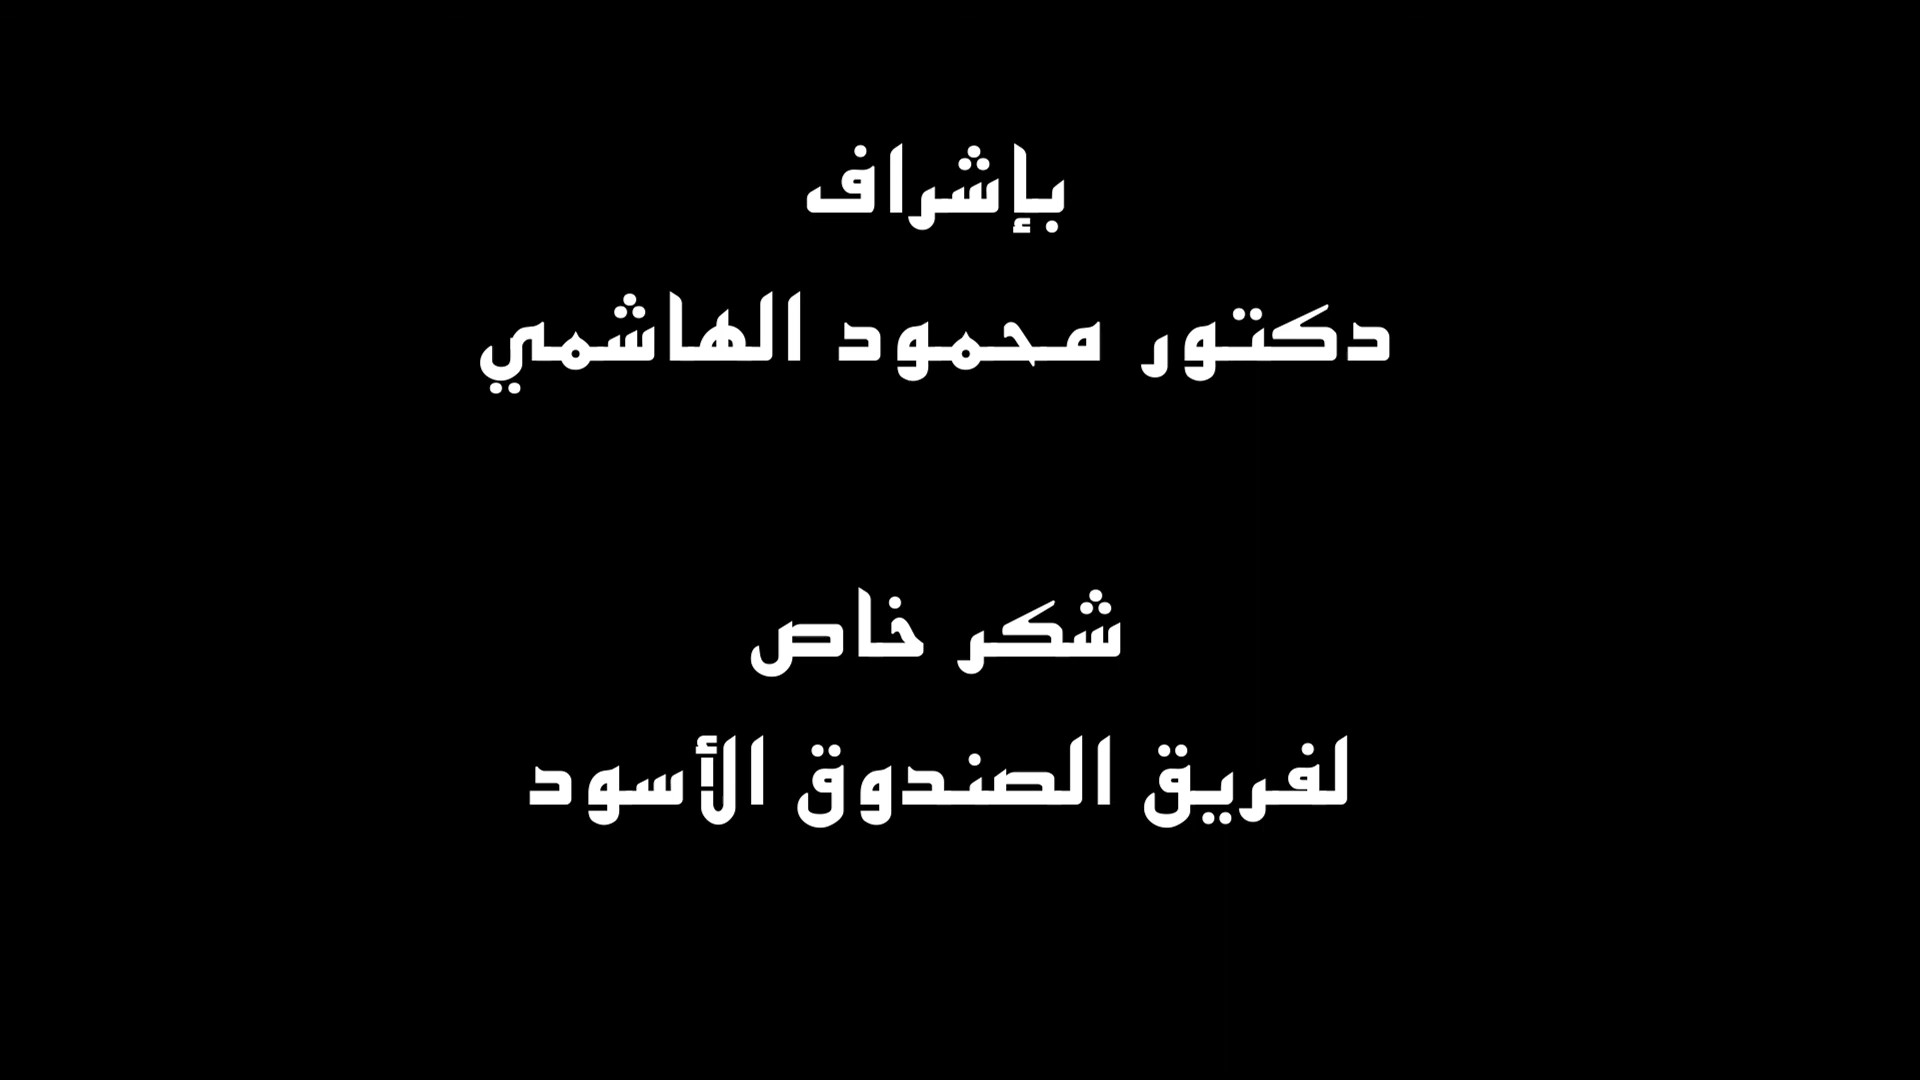 بإشراف
دكتور محمود الهاشمي
شكر خاص
لفريق الصندوق الأسود